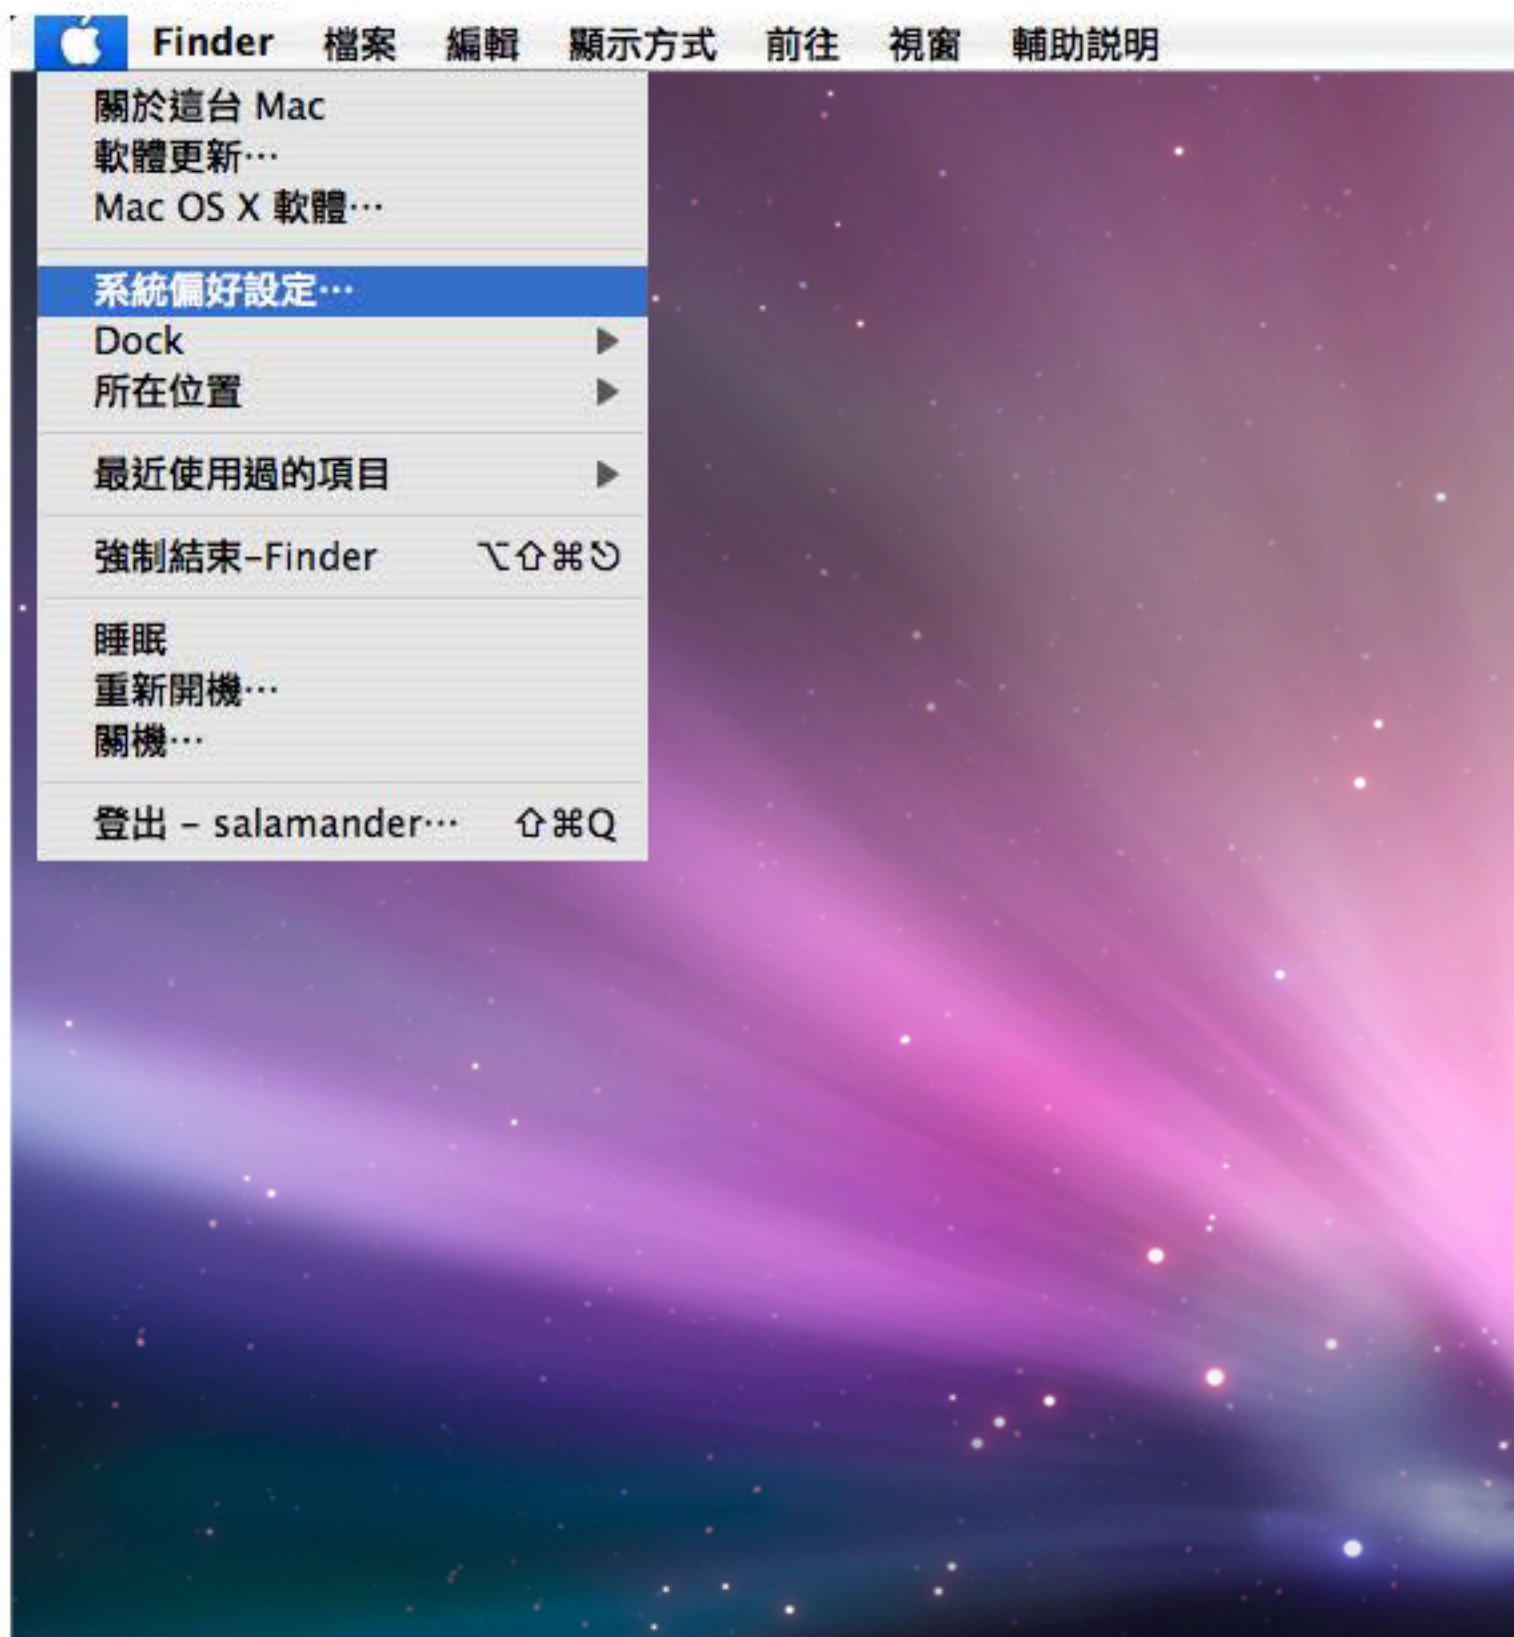 Finder 檔案 編輯 顯示方式 前往 視窗 輔助説明
關於這台 Mac
軟體更新…
Mac OS X 軟體…
系統偏好設定…
Dock ▶
所在位置 ▶
最近使用過的項目 ▶
強制結束–Finder ⌥⇧⌘⎋
睡眠
重新開機…
關機…
登出 – salamander… ⇧⌘Q